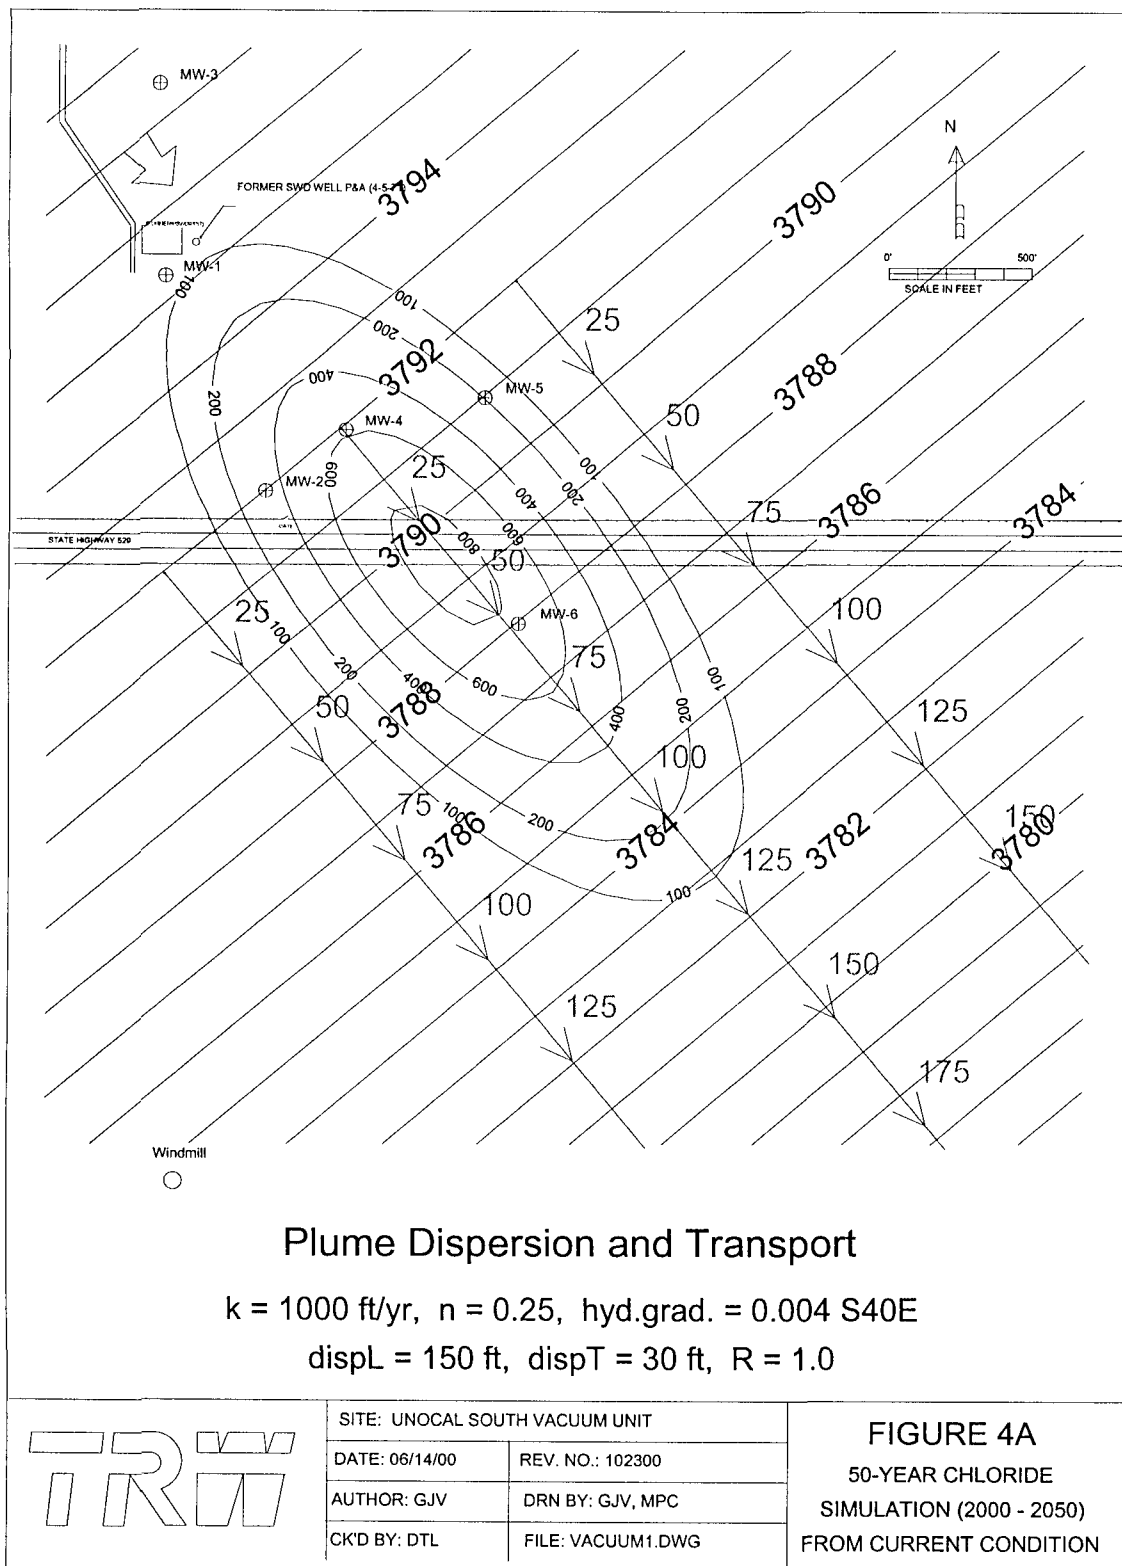 MW-3
N
FORMER SWD WELL P&A (4-5-
3794
3790
MW-1
0'
500'
SCALE IN FEET
100
100
200
25
3792
400
200
MW-5
3788
50
MW-4
600
25
MW-2
400
100
200
3786
3784
75
STATE HIGHWAY 529
3790
800
600
50
25
MW-6
100
100
200
400
600
75
100
3788
50
400
200
100
125
75
100
200
3786
3784
3782
150
3780
125
100
100
150
125
175
Windmill
Plume Dispersion and Transport
k = 1000 ft/yr, n = 0.25, hyd.grad. = 0.004 S40E
dispL = 150 ft, dispT = 30 ft, R = 1.0
TRW
SITE: UNOCAL SOUTH VACUUM UNIT
DATE: 06/14/00
REV. NO.: 102300
AUTHOR: GJV
DRN BY: GJV, MPC
CK'D BY: DTL
FILE: VACUUM1.DWG
FIGURE 4A
50-YEAR CHLORIDE
SIMULATION (2000 - 2050)
FROM CURRENT CONDITION